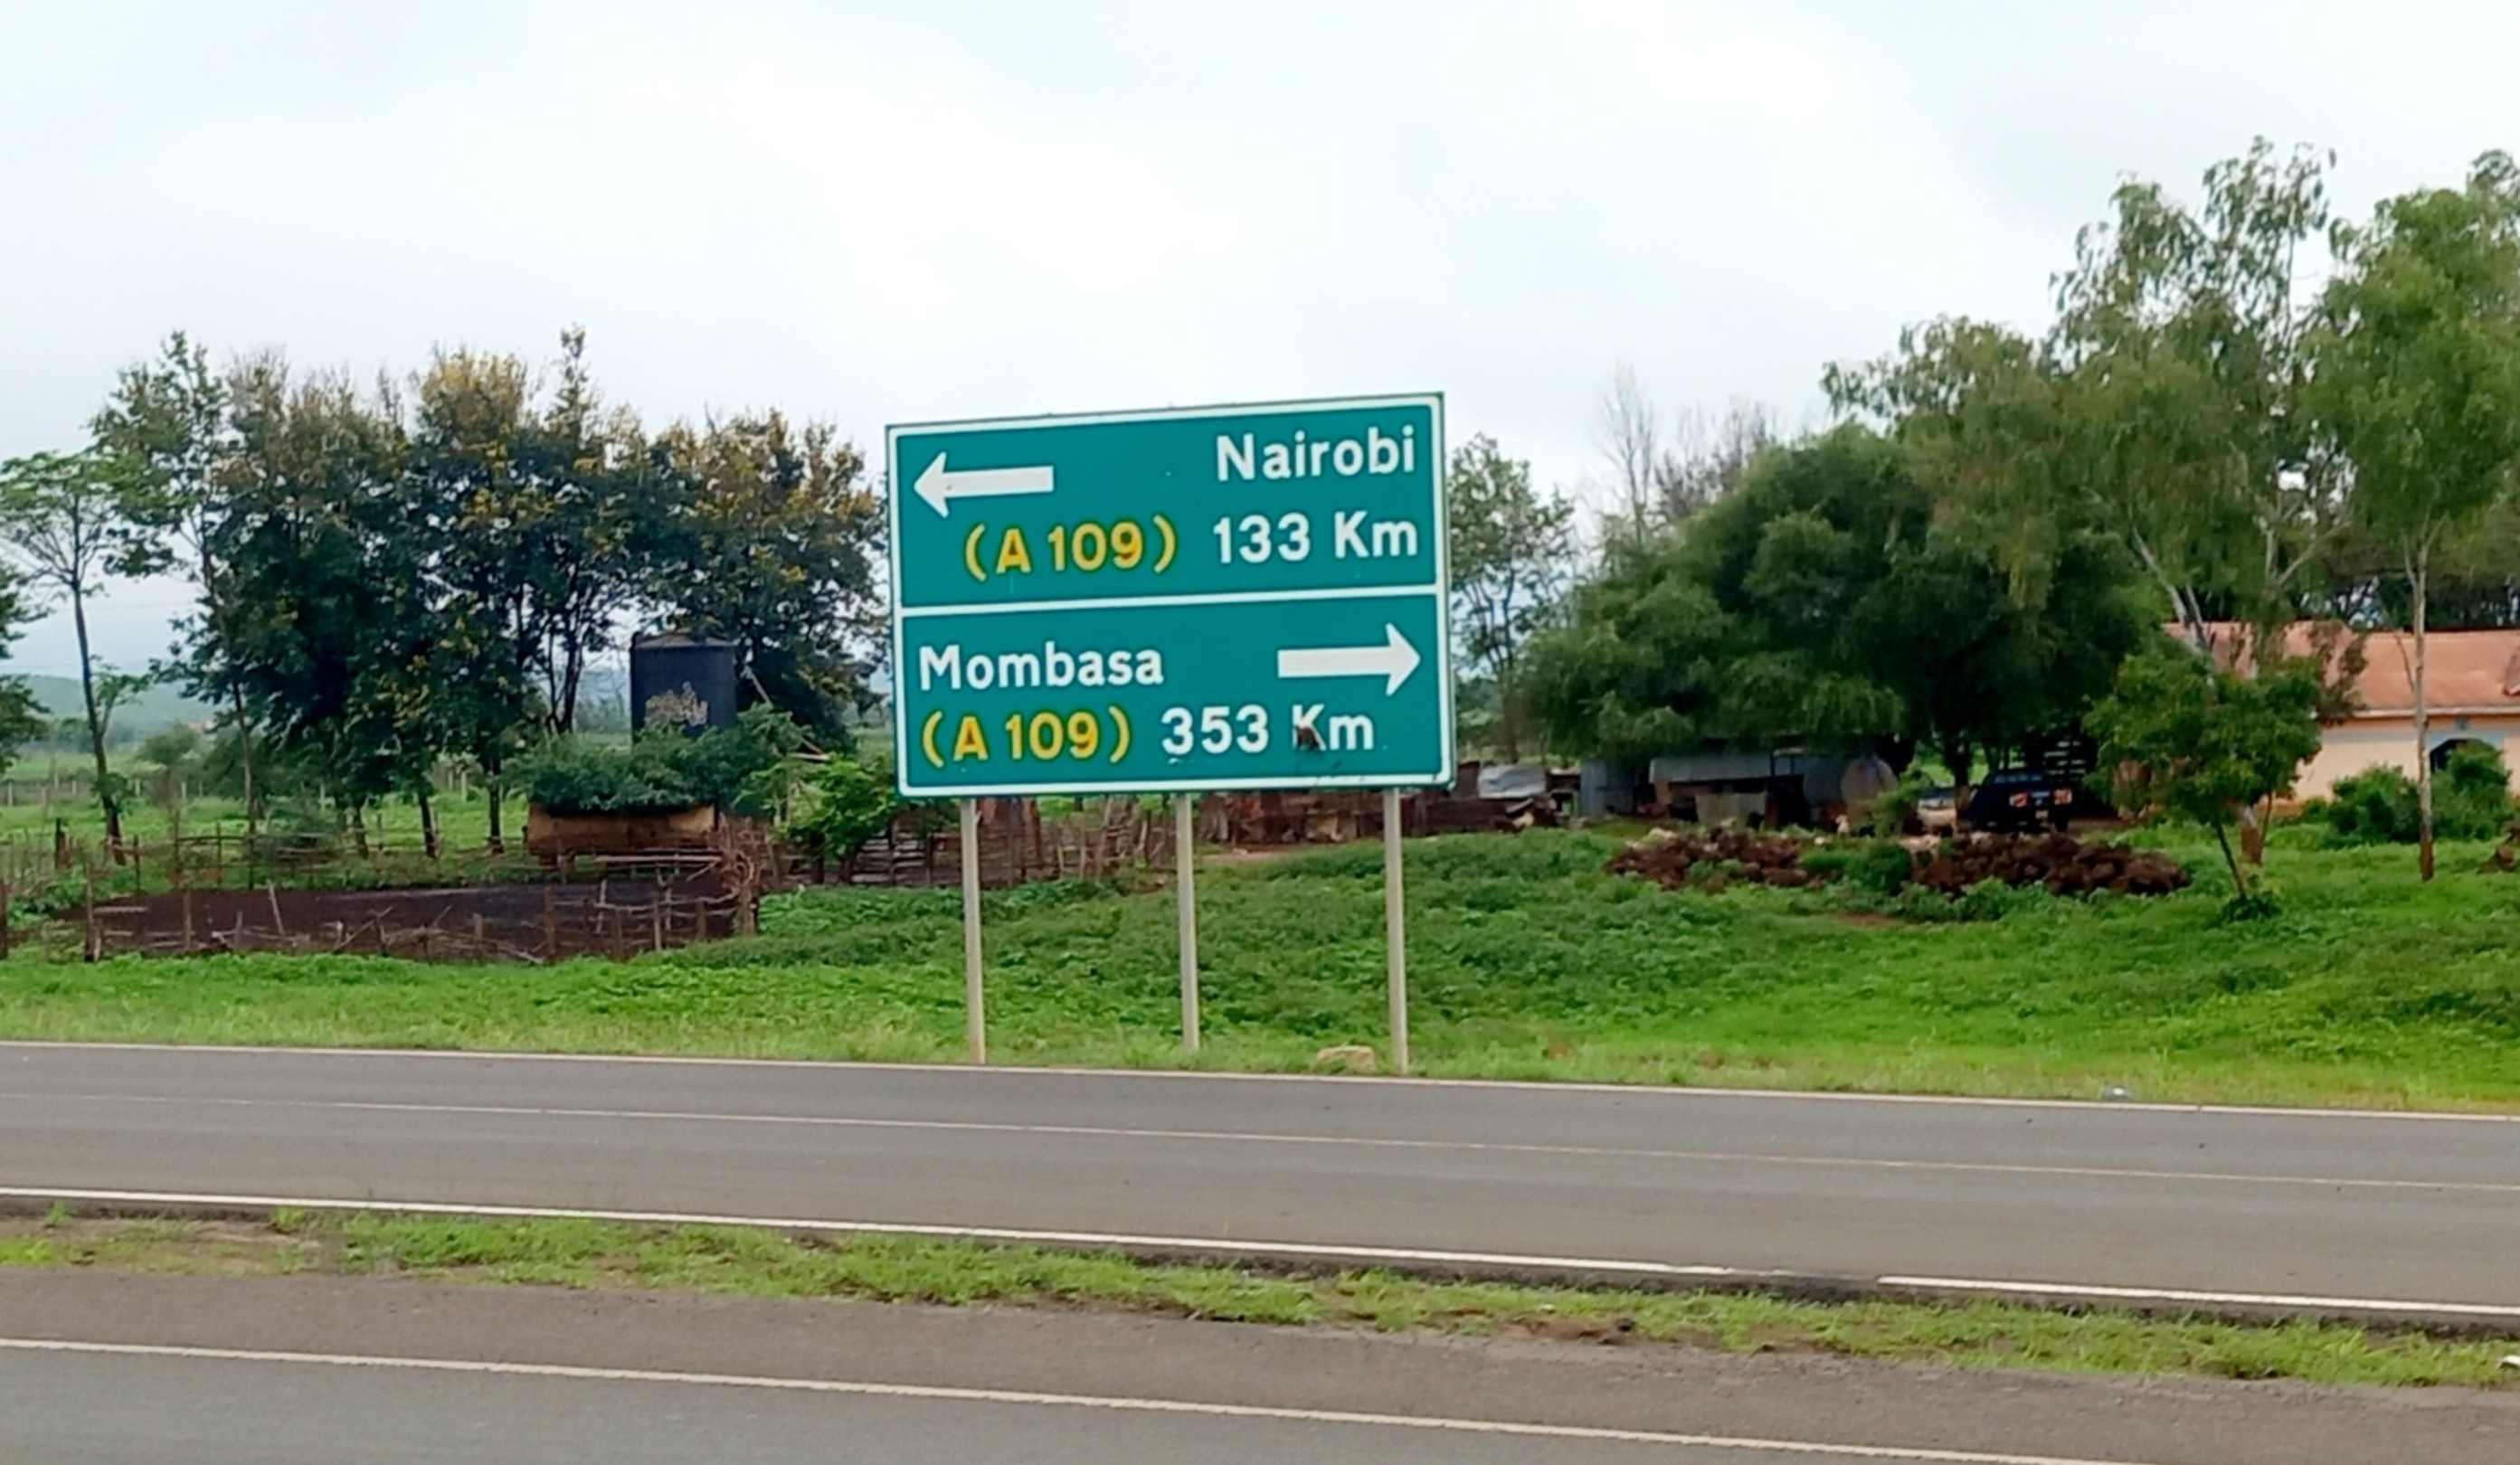 Nairobi
(A 109) 133 Km
Mombasa
(A 109) 353 Km